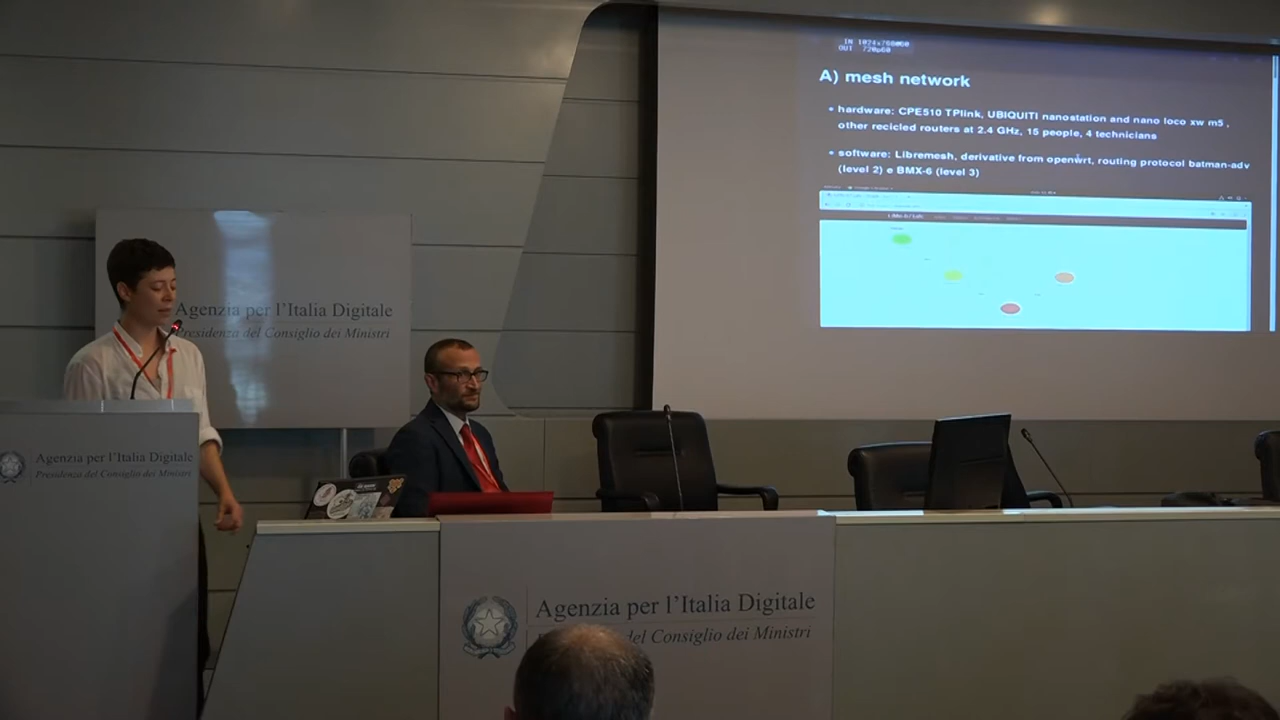 IN 1024x768@60
OUT 720p60
A) mesh network
• hardware: CPE510 TPlink, UBIQUITI nanostation and nano loco xw m5 ,
other recicled routers at 2.4 GHz, 15 people, 4 technicians
• software: Libremesh, derivative from openwrt, routing protocol batman-adv
(level 2) e BMX-6 (level 3)
Agenzia per l'Italia Digitale
Presidenza del Consiglio dei Ministri
Agenzia per l'Italia Digitale
Presidenza del Consiglio dei Ministri
Agenzia per l'Italia Digitale
del Consiglio dei Ministri